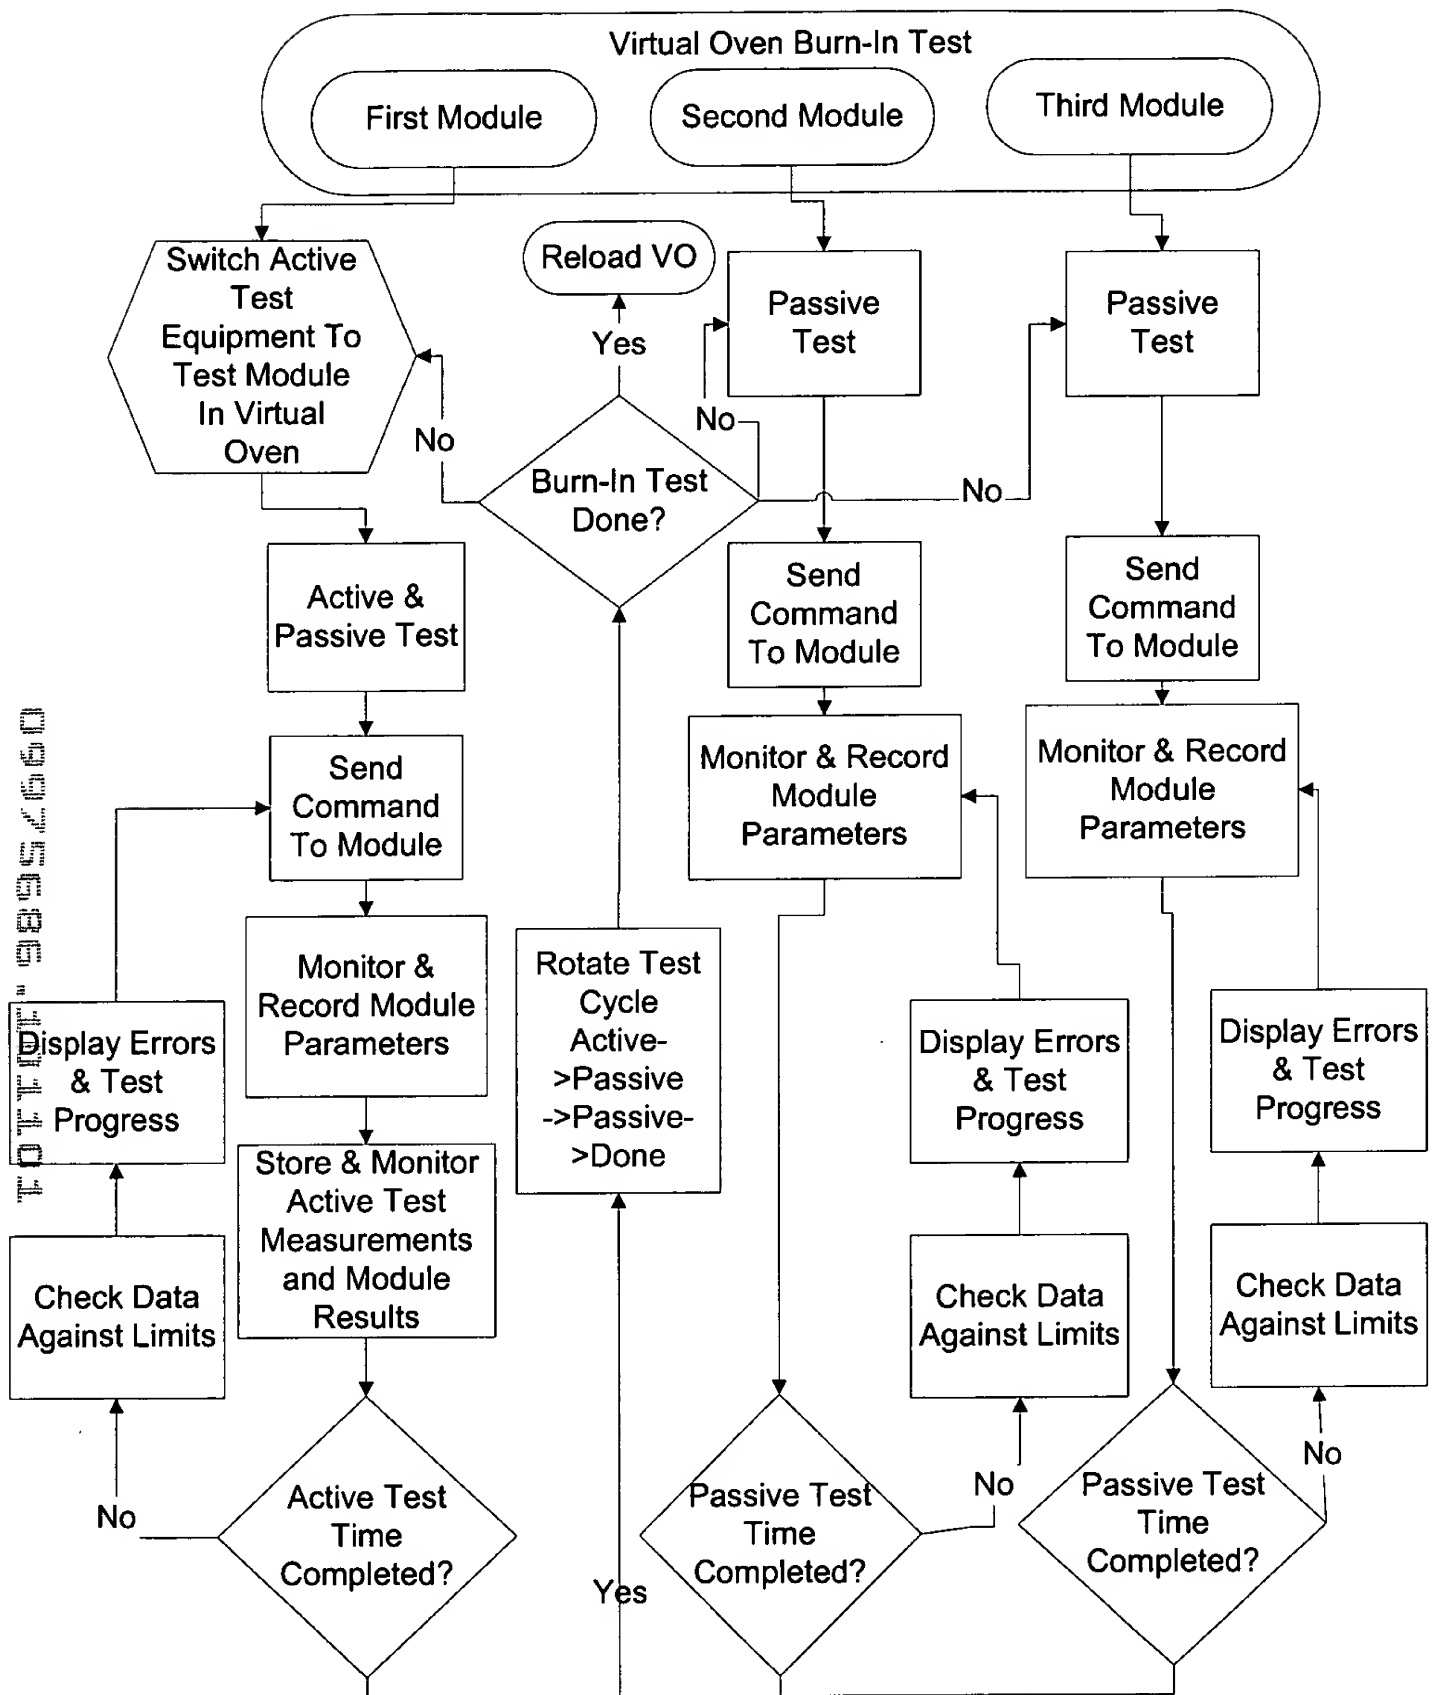 Virtual Oven Burn-In Test
First Module
Second Module
Third Module
Switch Active
Test
Equipment To
Test Module
In Virtual
Oven
Reload VO
Yes
Passive
Test
Passive
Test
No
No
Burn-In Test
Done?
No
Active &
Passive Test
Send
Command
To Module
Send
Command
To Module
Send
Command
To Module
Monitor & Record
Module
Parameters
Monitor & Record
Module
Parameters
Monitor &
Record Module
Parameters
Rotate Test
Cycle
Active-
>Passive
->Passive-
>Done
Display Errors
& Test
Progress
Display Errors
& Test
Progress
Display Errors
& Test
Progress
Store & Monitor
Active Test
Measurements
and Module
Results
Check Data
Against Limits
Check Data
Against Limits
Check Data
Against Limits
No
Active Test
Time
Completed?
Yes
Passive Test
Time
Completed?
No
Passive Test
Time
Completed?
No
09975686.101101